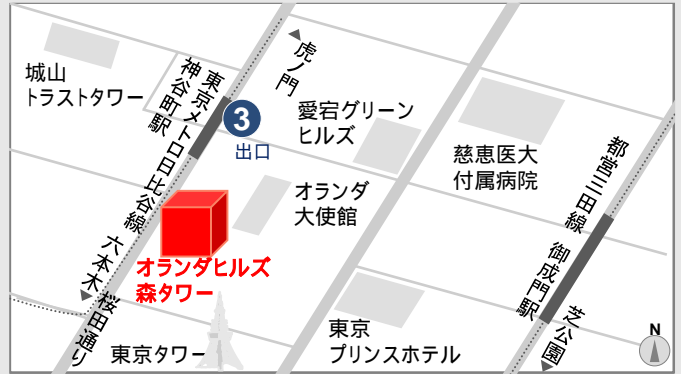 城山
トラストタワー
東京メトロ日比谷線
神谷町駅
虎ノ門
3
出口
愛宕グリーン
ヒルズ
慈恵医大
付属病院
都営三田線
御成門駅
オランダ
大使館
オランダヒルズ
森タワー
六本木
桜田通り
東京タワー
東京
プリンスホテル
芝公園
N